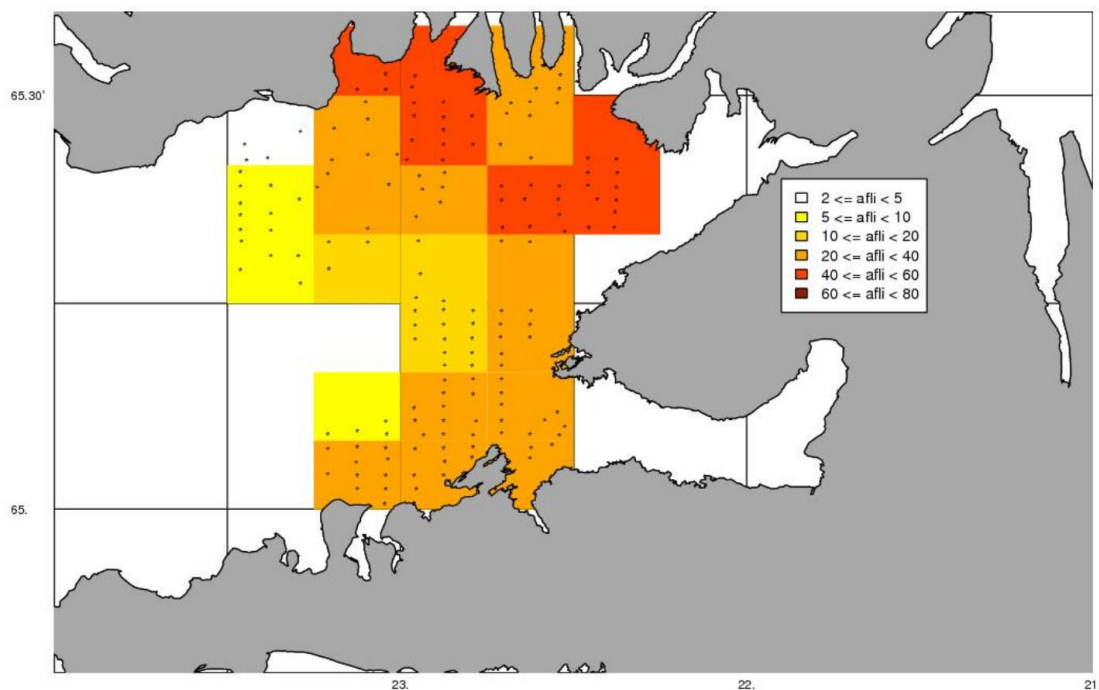 65.30'
2 <= afli < 5
5 <= afli < 10
10 <= afli < 20
20 <= afli < 40
40 <= afli < 60
60 <= afli < 80
65.
23.
22.
21